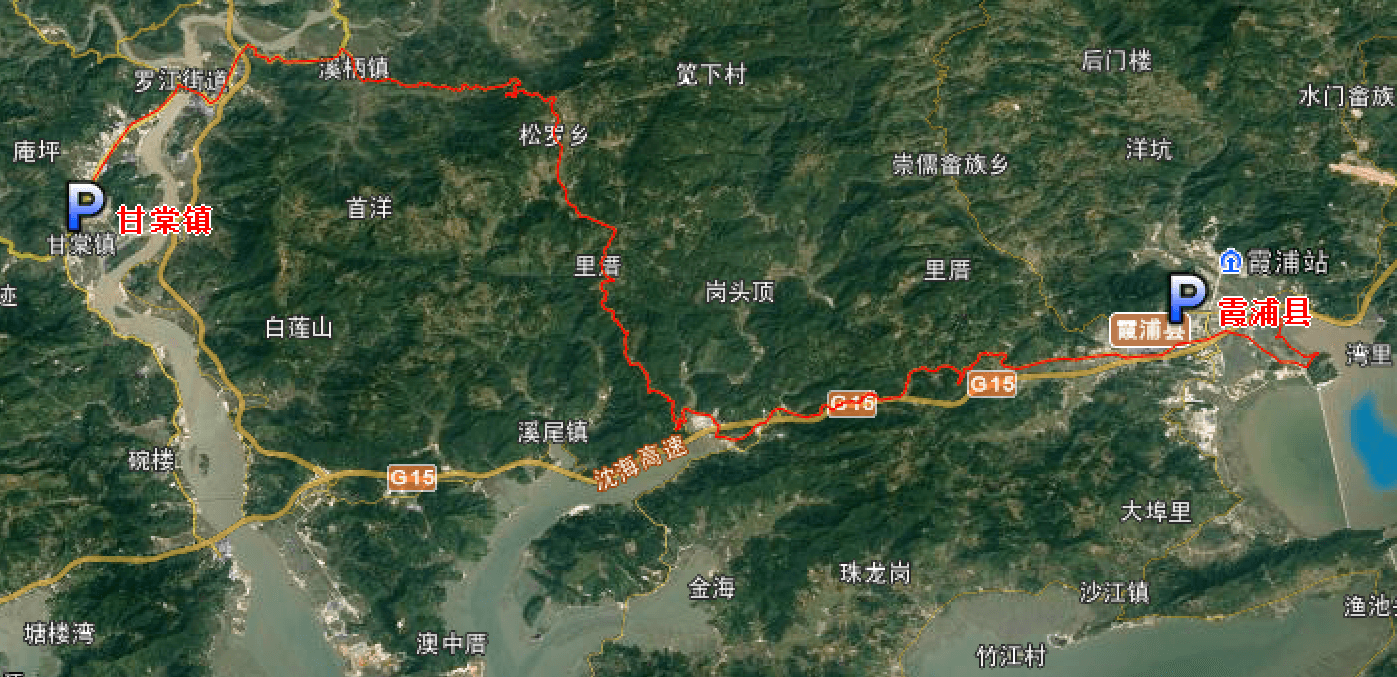 后门楼
罗江街道
溪柄镇
笕下村
水门畲族
松罗乡
庵坪
崇儒畲族乡
洋坑
P
甘棠镇
甘棠镇
首洋
里厝
里厝
霞浦站
迹
岗头顶
P
霞浦县
白莲山
霞浦县
湾里
G15
G15
溪尾镇
碗楼
沈海高速
G15
大埠里
金海
珠龙岗
沙江镇
渔池
塘楼湾
澳中厝
竹江村